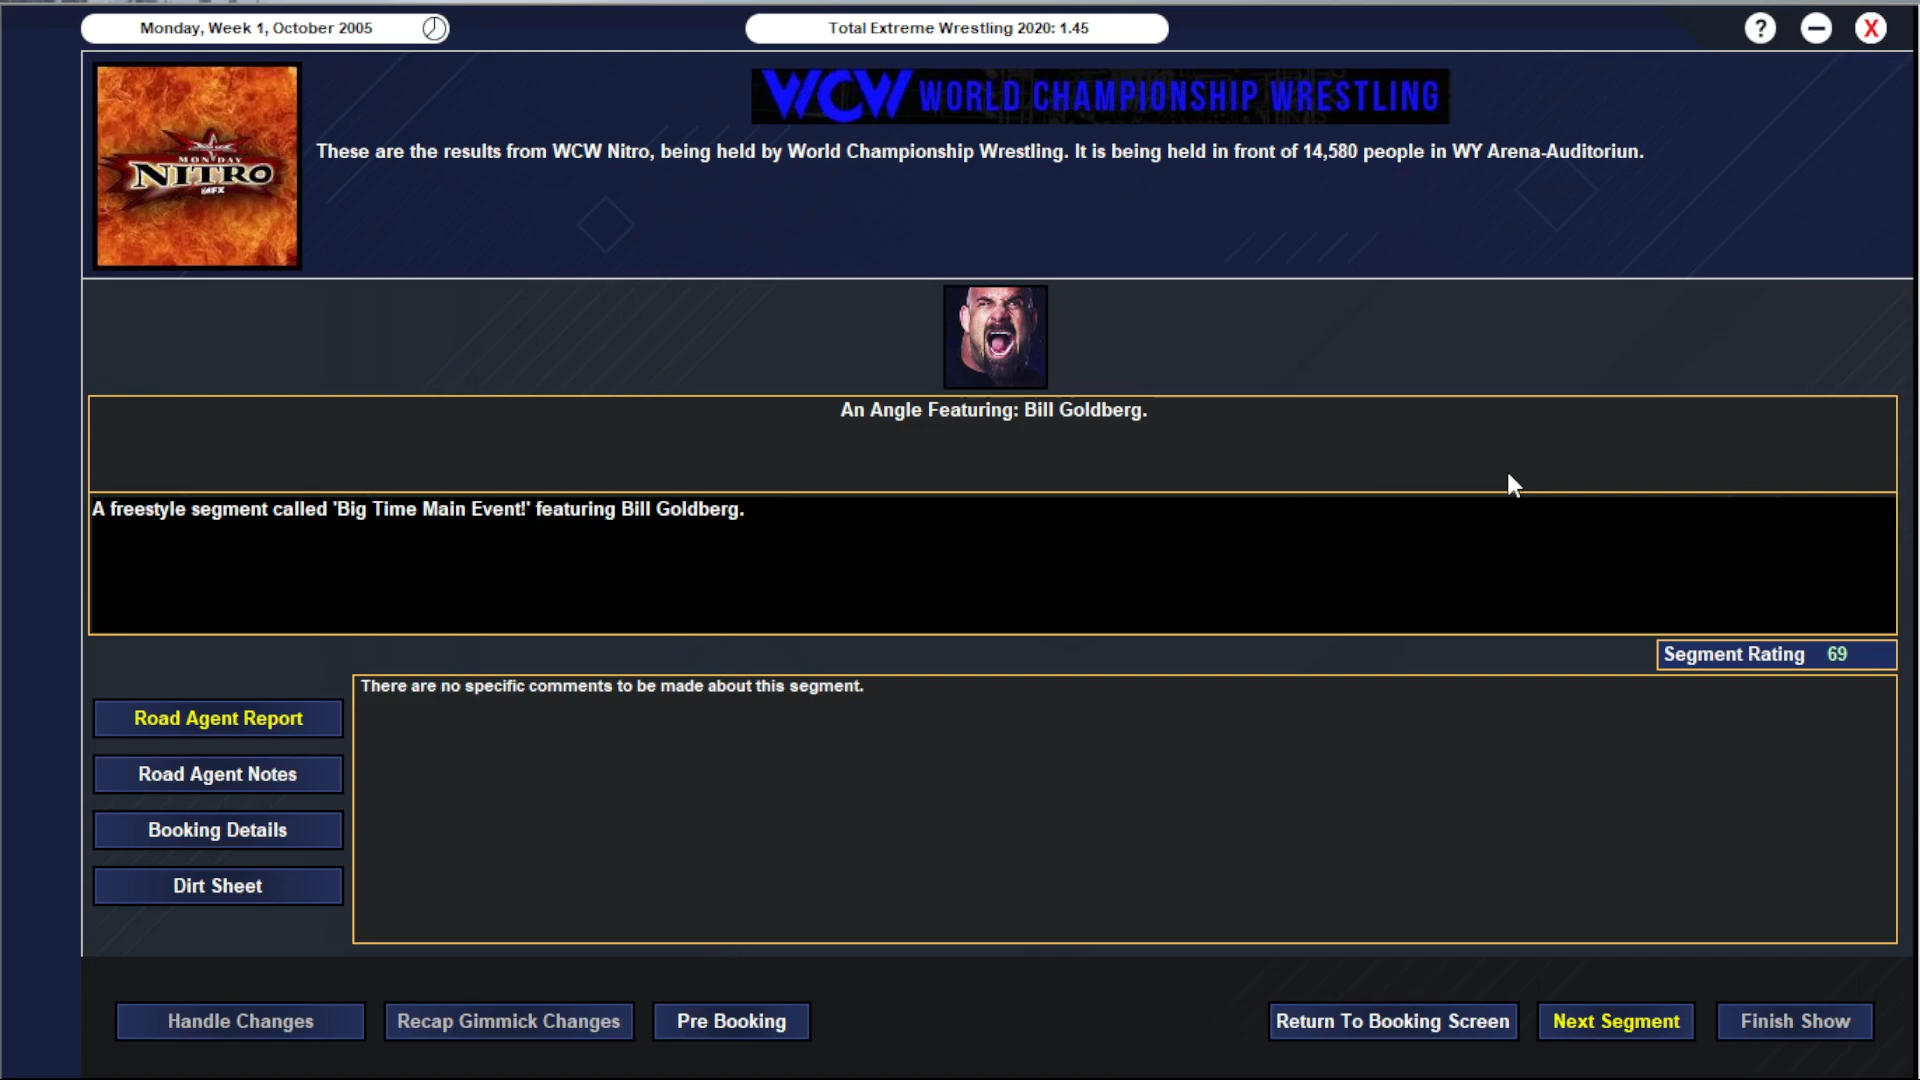 Monday, Week 1, October 2005
Total Extreme Wrestling 2020: 1.45
?
X
WCW WORLD CHAMPIONSHIP WRESTLING
MONDAY
NITRO
These are the results from WCW Nitro, being held by World Championship Wrestling. It is being held in front of 14,580 people in WY Arena-Auditoriun.
An Angle Featuring: Bill Goldberg.
A freestyle segment called 'Big Time Main Event!' featuring Bill Goldberg.
Segment Rating 69
There are no specific comments to be made about this segment.
Road Agent Report
Road Agent Notes
Booking Details
Dirt Sheet
Handle Changes
Recap Gimmick Changes
Pre Booking
Return To Booking Screen
Next Segment
Finish Show